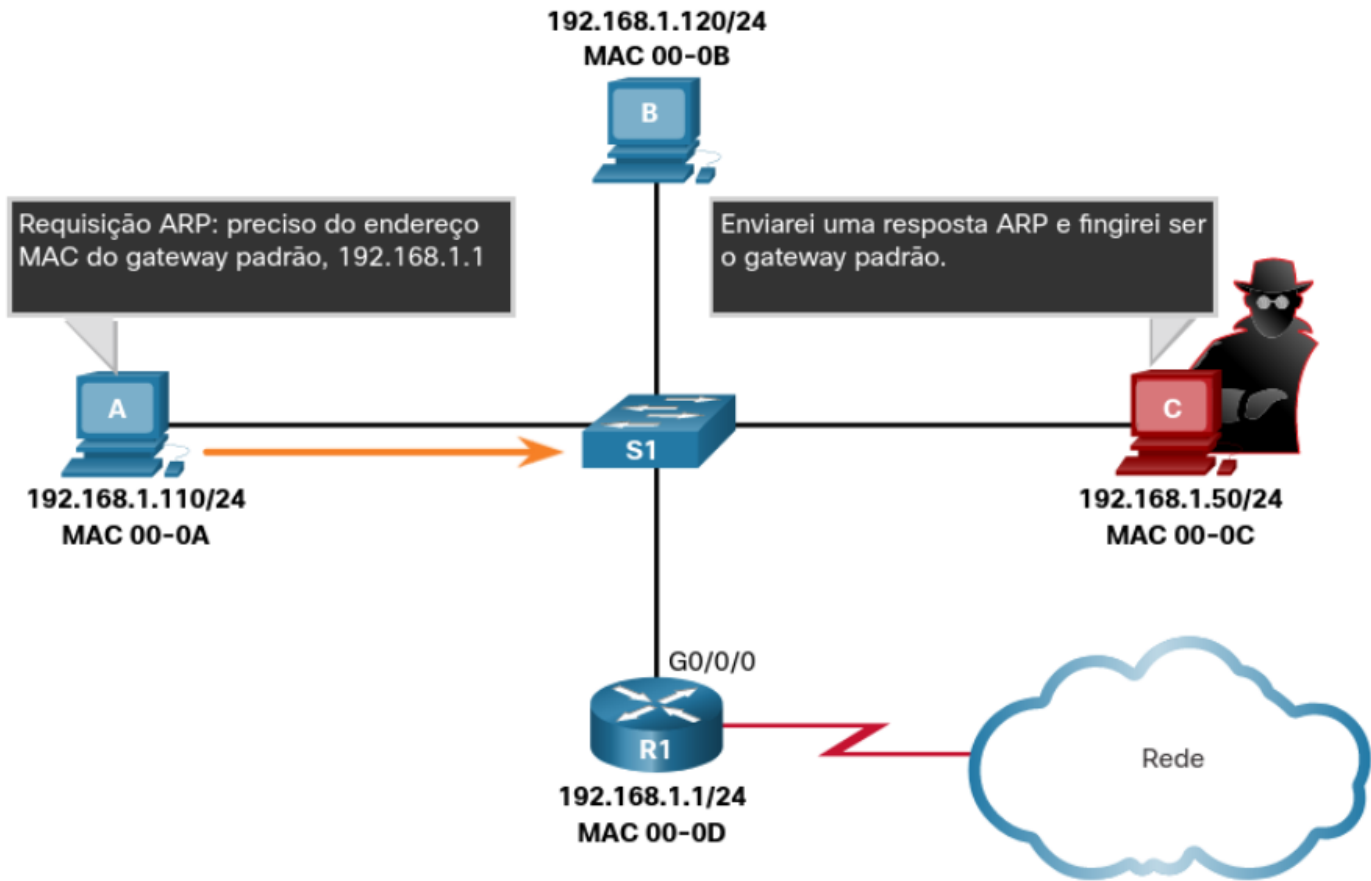 192.168.1.120/24
MAC 00-0B
B
Requisição ARP: preciso do endereço
MAC do gateway padrão, 192.168.1.1
Enviarei uma resposta ARP e fingirei ser
o gateway padrão.
A
S1
C
192.168.1.110/24
MAC 00-0A
192.168.1.50/24
MAC 00-0C
G0/0/0
R1
Rede
192.168.1.1/24
MAC 00-0D